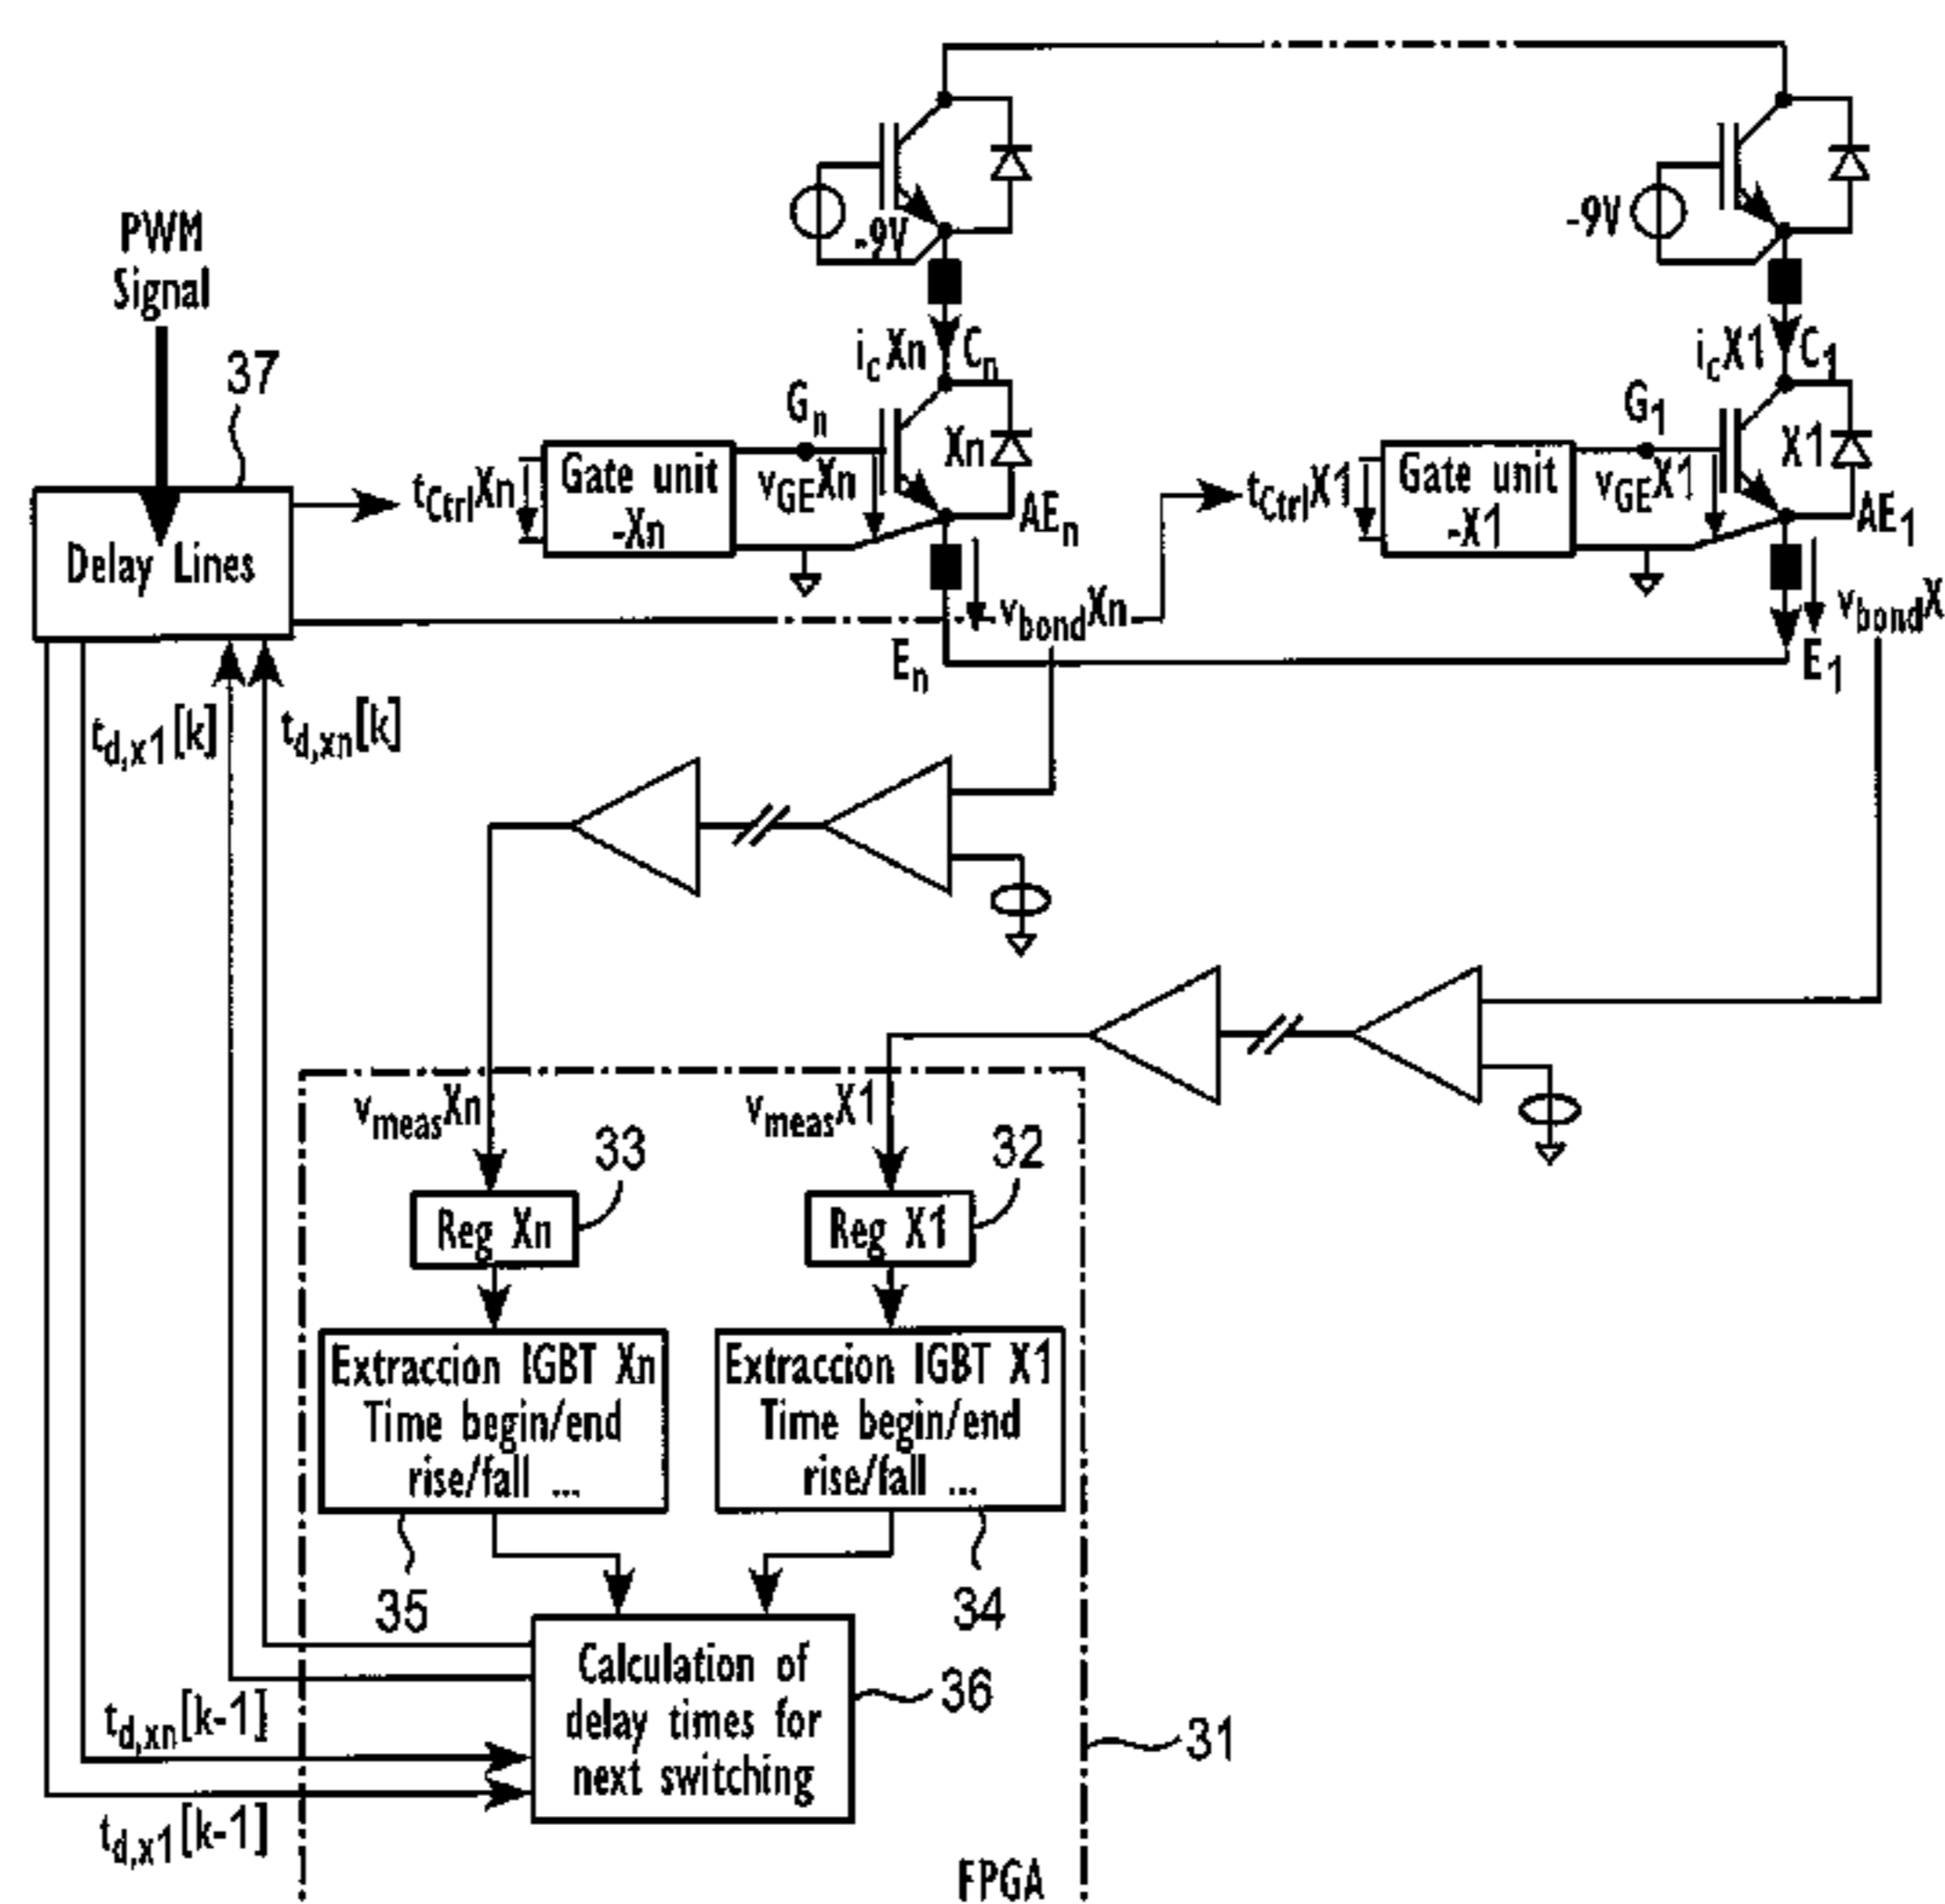 PWM
Signal
37
Delay Lines
-9V
-9V
icXn
Cn
icX1
C1
Gn
G1
tCtrlXn
Gate unit
-Xn
vGEXn
Xn
AEn
tCtrlX1
Gate unit
-X1
vGEX1
X1
AE1
vbondXn
vbondX
En
E1
td,x1[k]
td,xn[k]
vmeasXn
vmeasX1
33
32
Reg Xn
Reg X1
Extraccion IGBT Xn
Time begin/end
rise/fall ...
Extraccion IGBT X1
Time begin/end
rise/fall ...
35
34
Calculation of
delay times for
next switching
36
31
td,xn[k-1]
td,x1[k-1]
FPGA